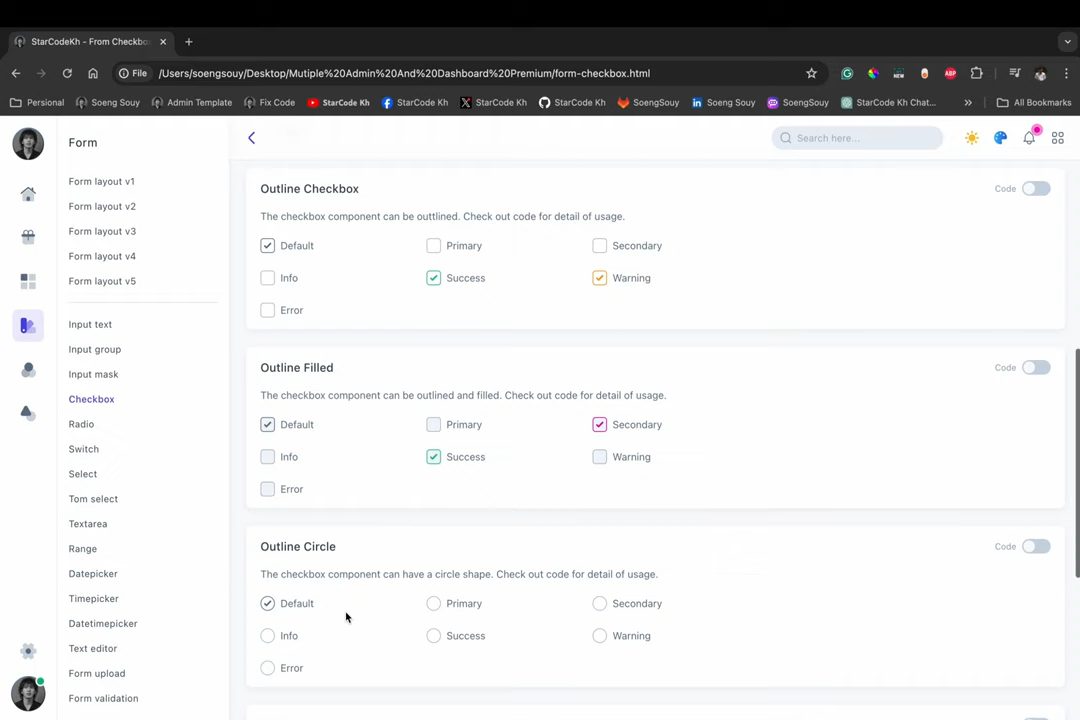 StarCodeKh - From Checkbo
File
/Users/soengsouy/Desktop/Mutiple%20Admin%20And%20Dashboard%20Premium/form-checkbox.html
Personal
Soeng Souy
Admin Template
Fix Code
StarCode Kh
StarCode Kh
StarCode Kh
StarCode Kh
SoengSouy
Soeng Souy
SoengSouy
StarCode Kh Chat...
»
All Bookmarks
Form
Form layout v1
Form layout v2
Form layout v3
Form layout v4
Form layout v5
Input text
Input group
Input mask
Checkbox
Radio
Switch
Select
Tom select
Textarea
Range
Datepicker
Timepicker
Datetimepicker
Text editor
Form upload
Form validation
Search here...
Outline Checkbox
Code
The checkbox component can be outtlined. Check out code for detail of usage.
Default
Primary
Secondary
Info
Success
Warning
Error
Outline Filled
Code
The checkbox component can be outlined and filled. Check out code for detail of usage.
Default
Primary
Secondary
Info
Success
Warning
Error
Outline Circle
Code
The checkbox component can have a circle shape. Check out code for detail of usage.
Default
Primary
Secondary
Info
Success
Warning
Error